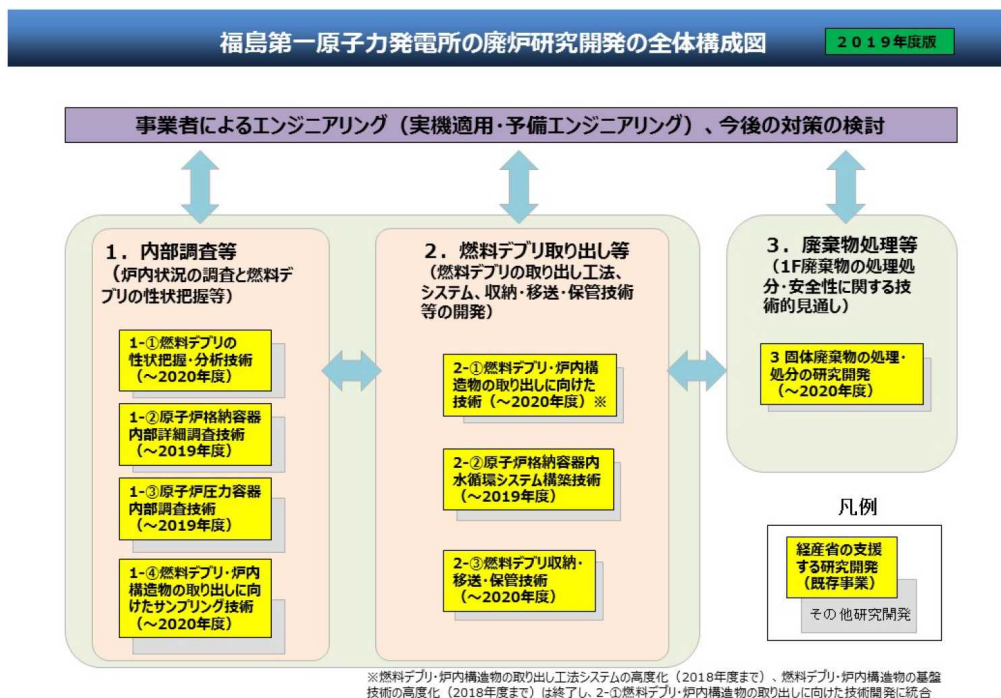 福島第一原子力発電所の廃炉研究開発の全体構成図
2019年度版
事業者によるエンジニアリング（実機適用・予備エンジニアリング）、今後の対策の検討
1．内部調査等
（炉内状況の調査と燃料デ
ブリの性状把握等）
1-①燃料デブリの
性状把握・分析技術
（～2020年度）
1-②原子炉格納容器
内部詳細調査技術
（～2019年度）
1-③原子炉圧力容器
内部調査技術
（～2019年度）
1-④燃料デブリ・炉内
構造物の取り出しに向
けたサンプリング技術
（～2020年度）
2．燃料デブリ取り出し等
（燃料デブリの取り出し工法、
システム、収納・移送・保管技術
等の開発）
2-①燃料デブリ・炉内構
造物の取り出しに向けた
技術（～2020年度）※
2-②原子炉格納容器内
水循環システム構築技術
（～2019年度）
2-③燃料デブリ収納・
移送・保管技術
（～2020年度）
3．廃棄物処理等
（1F廃棄物の処理処
分・安全性に関する技
術的見通し）
3 固体廃棄物の処理・
処分の研究開発
（～2020年度）
凡例
経産省の支援
する研究開発
（既存事業）
その他研究開発
※燃料デブリ・炉内構造物の取り出し工法システムの高度化（2018年度まで）、燃料デブリ・炉内構造物の基盤
技術の高度化（2018年度まで）は終了し、2-①燃料デブリ・炉内構造物の取り出しに向けた技術開発に統合